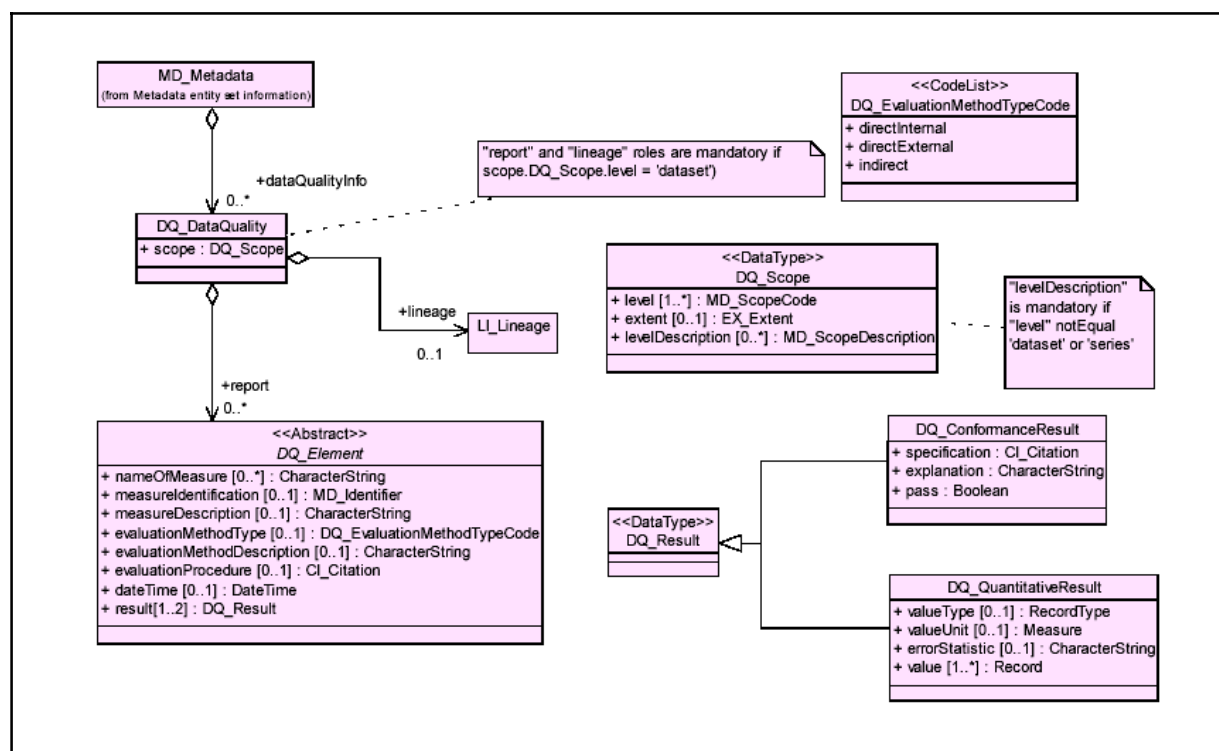 MD_Metadata
(from Metadata entity set information)
<<CodeList>>
DQ_EvaluationMethodTypeCode
+ directInternal
+ directExternal
+ indirect
"report" and "lineage" roles are mandatory if
scope.DQ_Scope.level = 'dataset')
+dataQualityInfo
0..*
DQ_DataQuality
+ scope : DQ_Scope
<<DataType>>
DQ_Scope
+ level [1..*] : MD_ScopeCode
+ extent [0..1] : EX_Extent
+ levelDescription [0..*] : MD_ScopeDescription
"levelDescription"
is mandatory if
"level" notEqual
'dataset' or 'series'
+lineage
0..1
LI_Lineage
+report
0..*
<<Abstract>>
DQ_Element
+ nameOfMeasure [0..*] : CharacterString
+ measureIdentification [0..1] : MD_Identifier
+ measureDescription [0..1] : CharacterString
+ evaluationMethodType [0..1] : DQ_EvaluationMethodTypeCode
+ evaluationMethodDescription [0..1] : CharacterString
+ evaluationProcedure [0..1] : CI_Citation
+ dateTime [0..1] : DateTime
+ result[1..2] : DQ_Result
DQ_ConformanceResult
+ specification : CI_Citation
+ explanation : CharacterString
+ pass : Boolean
<<DataType>>
DQ_Result
DQ_QuantitativeResult
+ valueType [0..1] : RecordType
+ valueUnit [0..1] : Measure
+ errorStatistic [0..1] : CharacterString
+ value [1..*] : Record